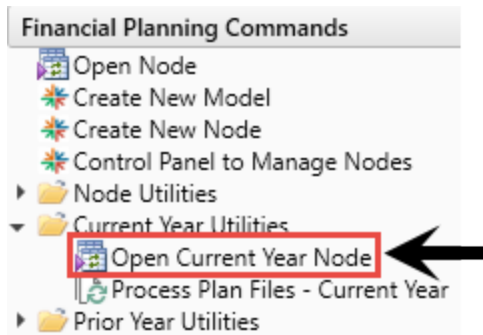 Financial Planning Commands
Open Node
Create New Model
Create New Node
Control Panel to Manage Nodes
Node Utilities
Current Year Utilities
Open Current Year Node
Process Plan Files - Current Year
Prior Year Utilities